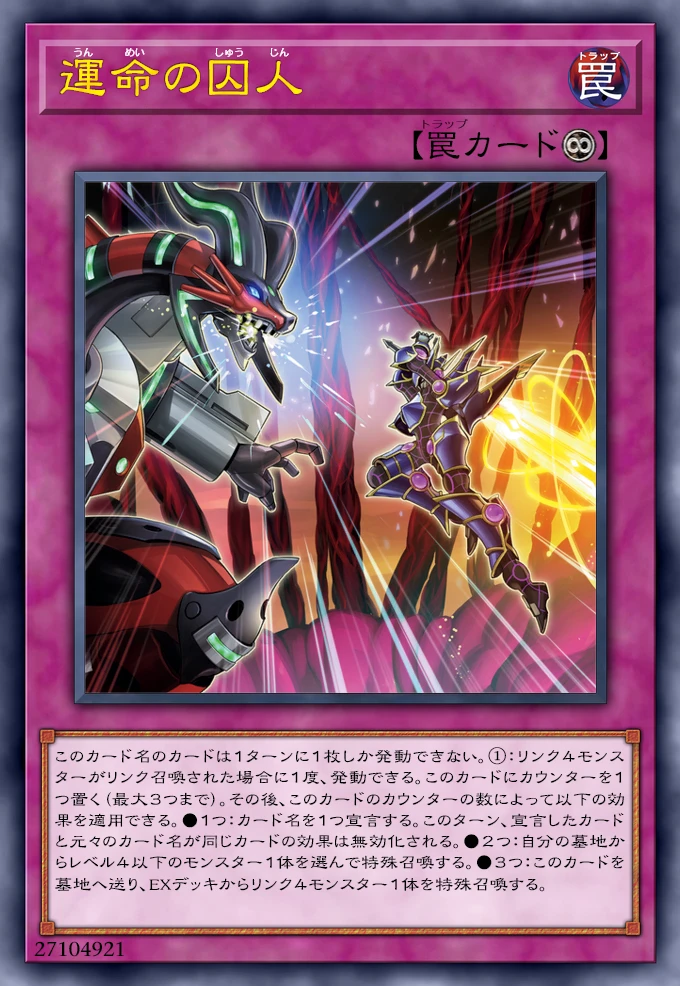 うん めい しゅう じん
運命の囚人
トラップ
罠
トラップ
【罠カード♾】
このカード名のカードは1ターンに1枚しか発動できない。①:リンク4モンス
ターがリンク召喚された場合に1度、発動できる。このカードにカウンターを1
つ置く(最大3つまで)。その後、このカードのカウンターの数によって以下の効
果を適用できる。●1つ:カード名を1つ宣言する。このターン、宣言したカード
と元々のカード名が同じカードの効果は無効化される。●2つ:自分の墓地か
らレベル4以下のモンスター1体を選んで特殊召喚する。●3つ:このカードを
墓地へ送り、EXデッキからリンク4モンスター1体を特殊召喚する。
27104921